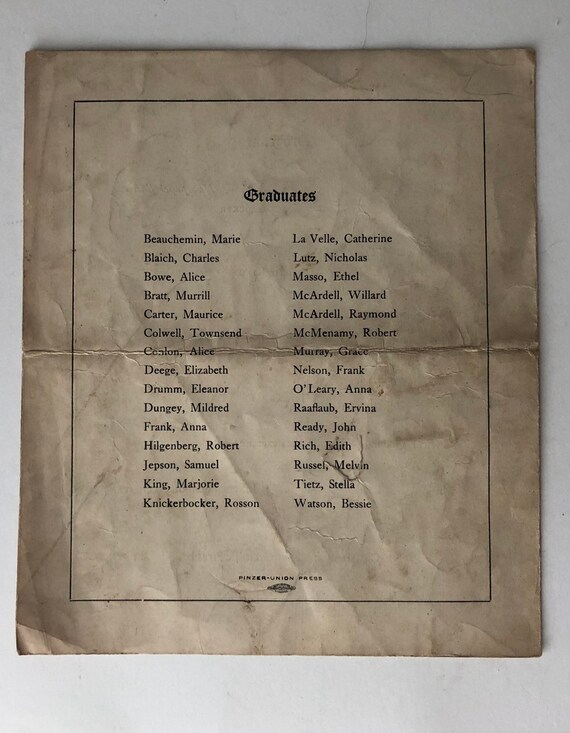 Graduates
Beauchemin, Marie
Blaich, Charles
Bowe, Alice
Bratt, Murrill
Carter, Maurice
Colwell, Townsend
Conlon, Alice
Deege, Elizabeth
Drumm, Eleanor
Dungey, Mildred
Frank, Anna
Hilgenberg, Robert
Jepson, Samuel
King, Marjorie
Knickerbocker, Rosson
La Velle, Catherine
Lutz, Nicholas
Masso, Ethel
McArdell, Willard
McArdell, Raymond
McMenamy, Robert
Murray, Grace
Nelson, Frank
O'Leary, Anna
Raaflaub, Ervina
Ready, John
Rich, Edith
Russel, Melvin
Tietz, Stella
Watson, Bessie
PINZER-UNION PRESS